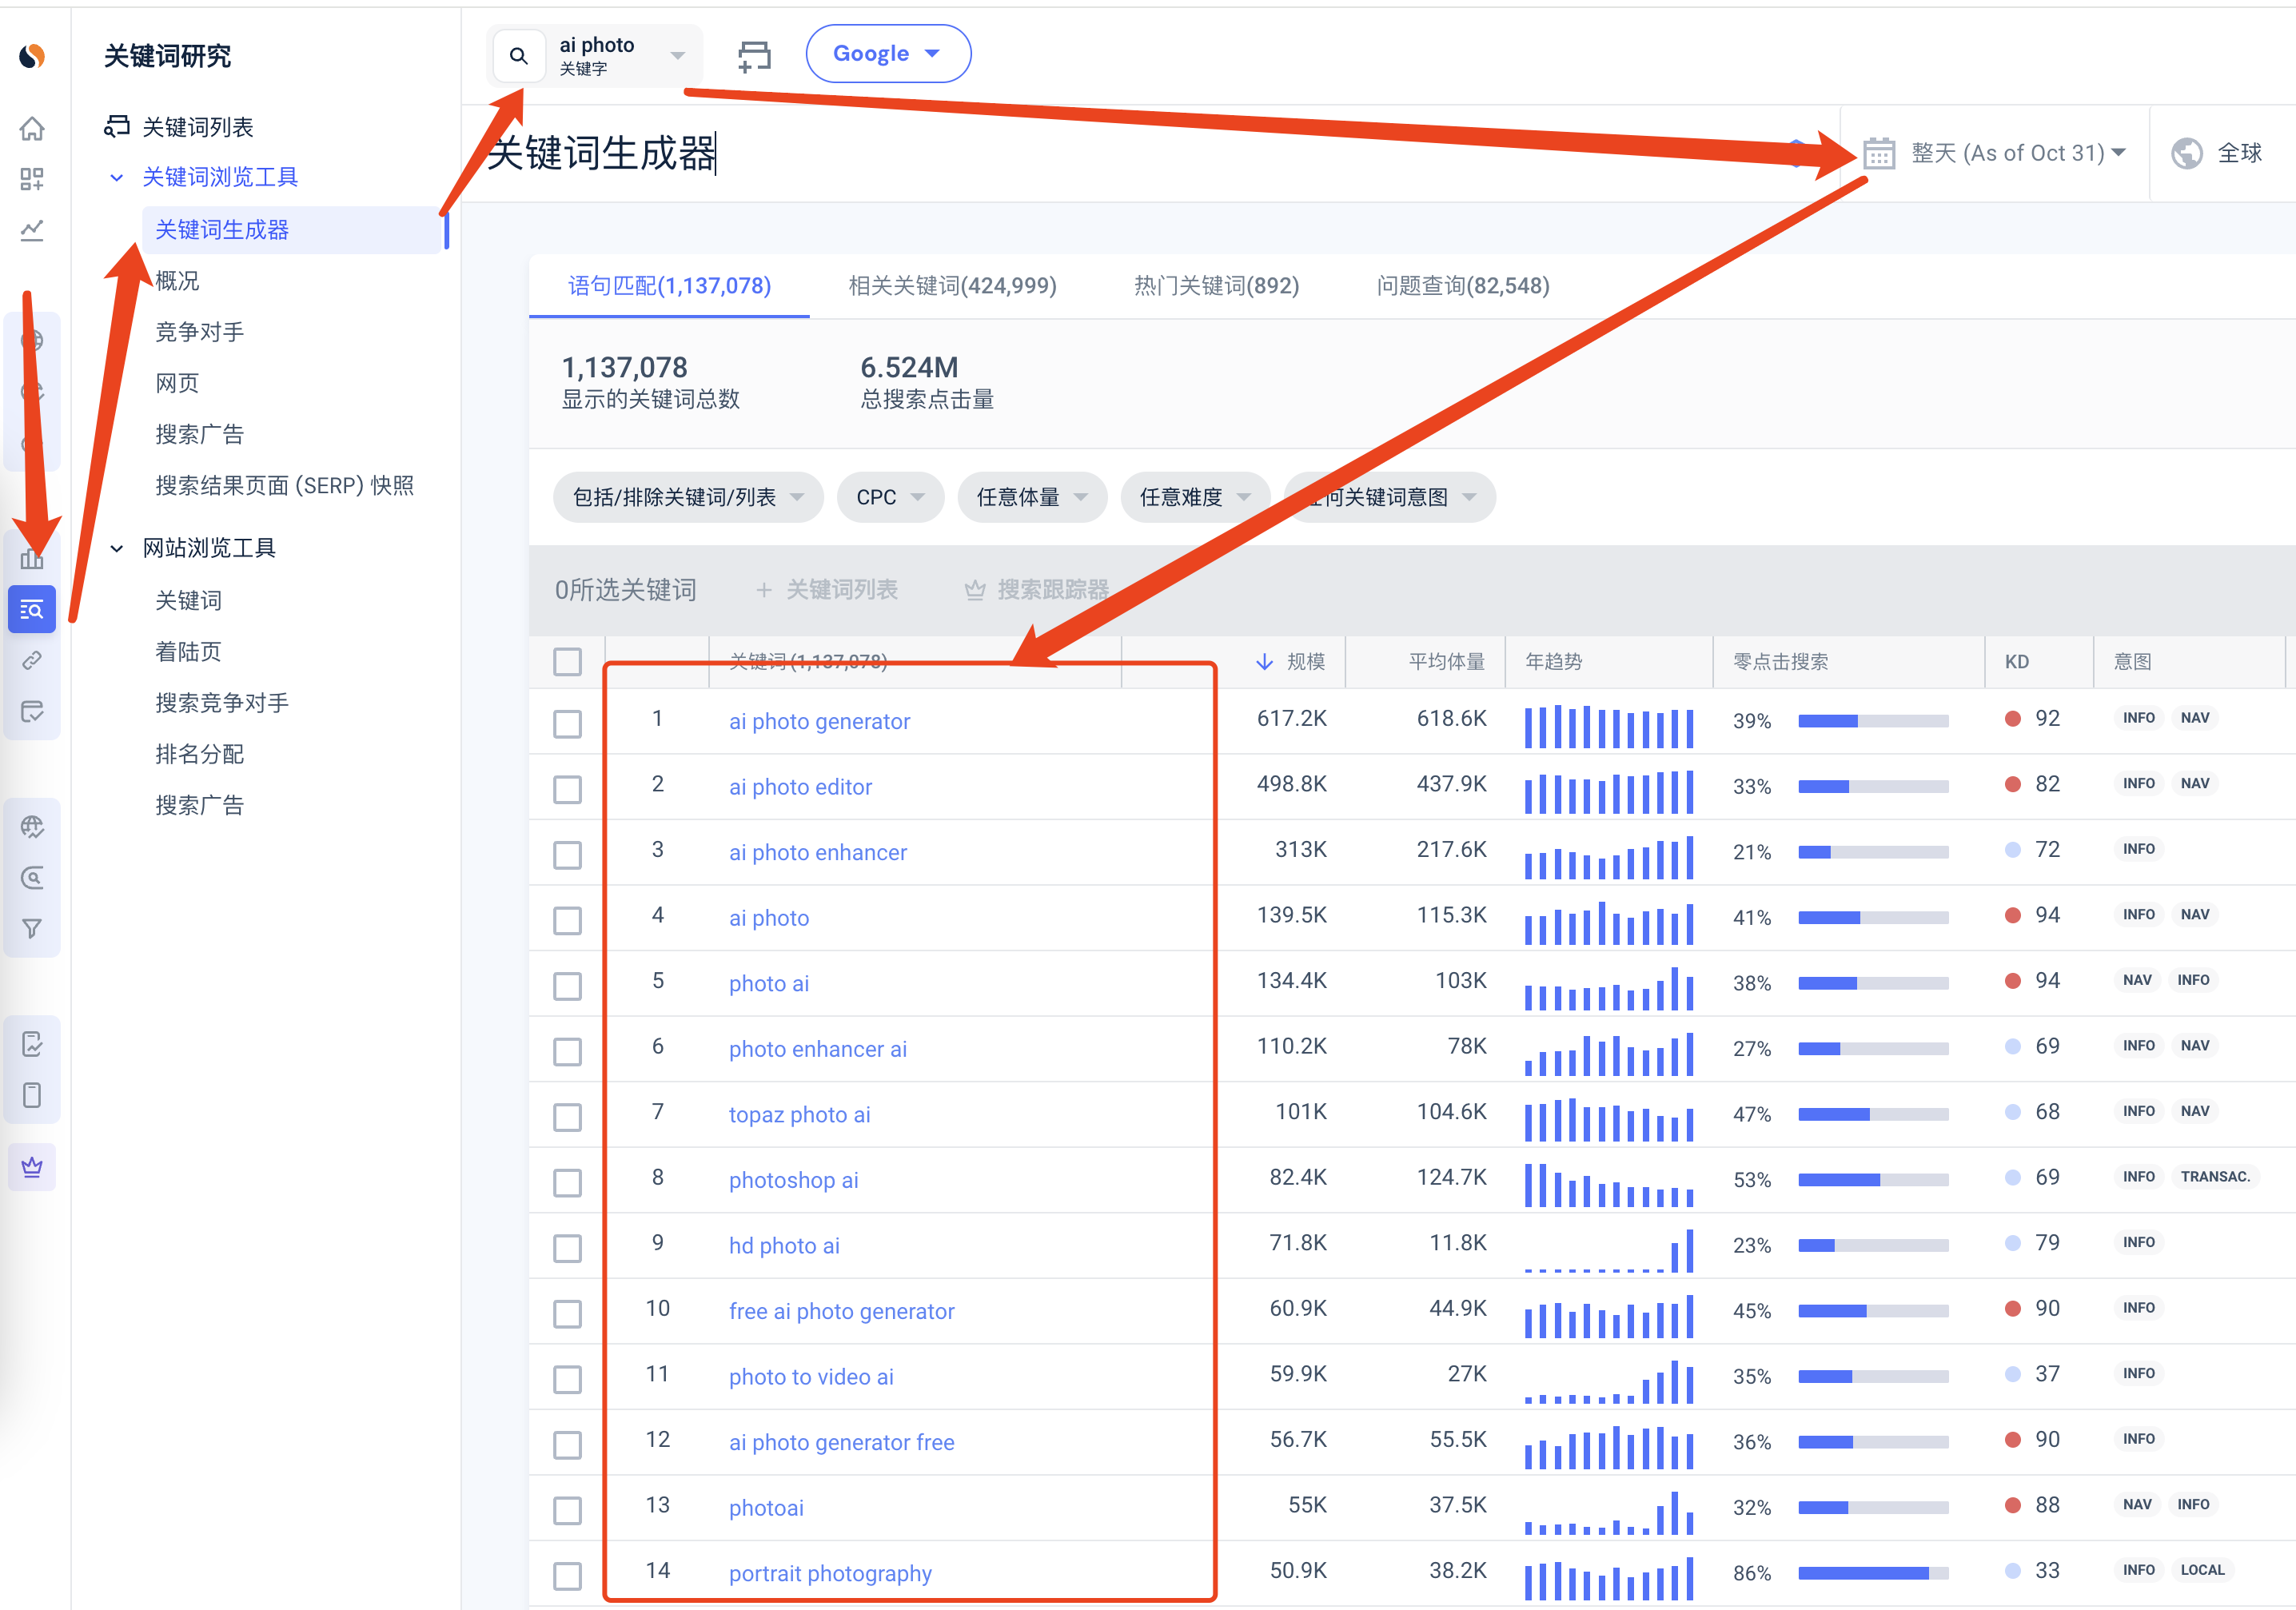 关键词研究
关键词列表
关键词浏览工具
关键词生成器
概况
竞争对手
网页
搜索广告
搜索结果页面 (SERP) 快照
网站浏览工具
关键词
着陆页
搜索竞争对手
排名分配
搜索广告
ai photo
关键字
Google
关键词生成器
整天 (As of Oct 31)
全球
语句匹配(1,137,078) 相关关键词(424,999) 热门关键词(892) 问题查询(82,548)
1,137,078 6.524M
显示的关键词总数 总搜索点击量
包括/排除关键词/列表 CPC 任意体量 任意难度 任何关键词意图
0所选关键词 + 关键词列表 搜索跟踪器
关键词 (1,137,078) 规模 平均体量 年趋势 零点击搜索 KD 意图
1 ai photo generator 617.2K 618.6K 39% 92 INFO NAV
2 ai photo editor 498.8K 437.9K 33% 82 INFO NAV
3 ai photo enhancer 313K 217.6K 21% 72 INFO
4 ai photo 139.5K 115.3K 41% 94 INFO NAV
5 photo ai 134.4K 103K 38% 94 NAV INFO
6 photo enhancer ai 110.2K 78K 27% 69 INFO NAV
7 topaz photo ai 101K 104.6K 47% 68 INFO NAV
8 photoshop ai 82.4K 124.7K 53% 69 INFO TRANSAC.
9 hd photo ai 71.8K 11.8K 23% 79 INFO
10 free ai photo generator 60.9K 44.9K 45% 90 INFO
11 photo to video ai 59.9K 27K 35% 37 INFO
12 ai photo generator free 56.7K 55.5K 36% 90 INFO
13 photoai 55K 37.5K 32% 88 NAV INFO
14 portrait photography 50.9K 38.2K 86% 33 INFO LOCAL